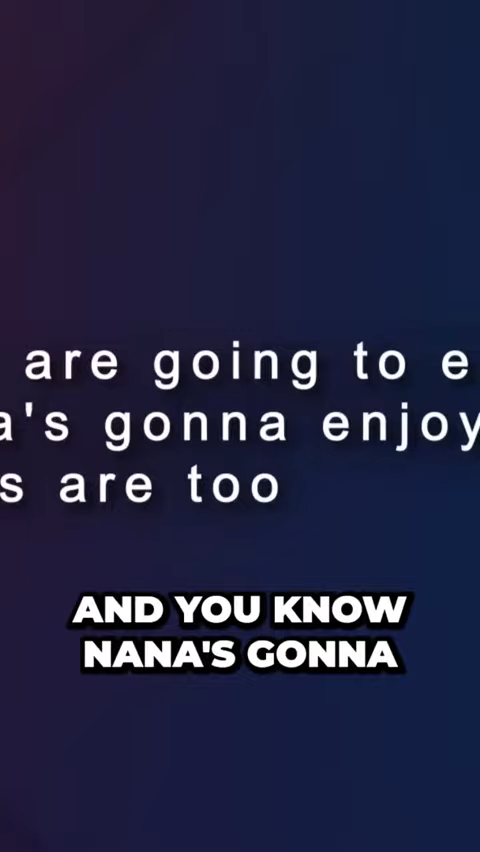 are going to e
a's gonna enjoy
s are too
AND YOU KNOW
NANA'S GONNA